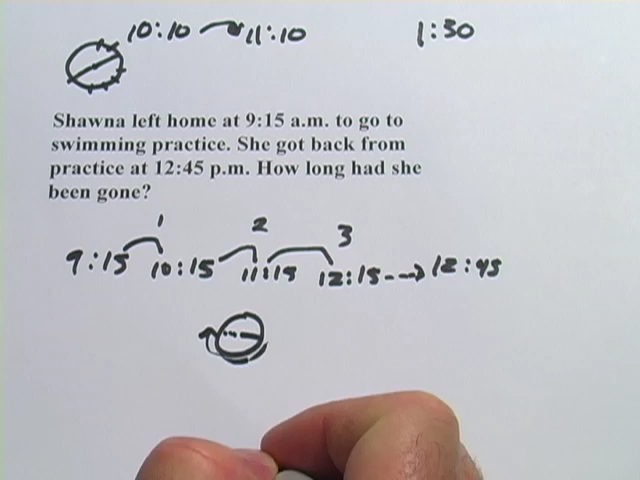 10:10 11:10 1:30
Shawna left home at 9:15 a.m. to go to
swimming practice. She got back from
practice at 12:45 p.m. How long had she
been gone?
1 2 3
9:15 10:15 11:15 12:15 12:45